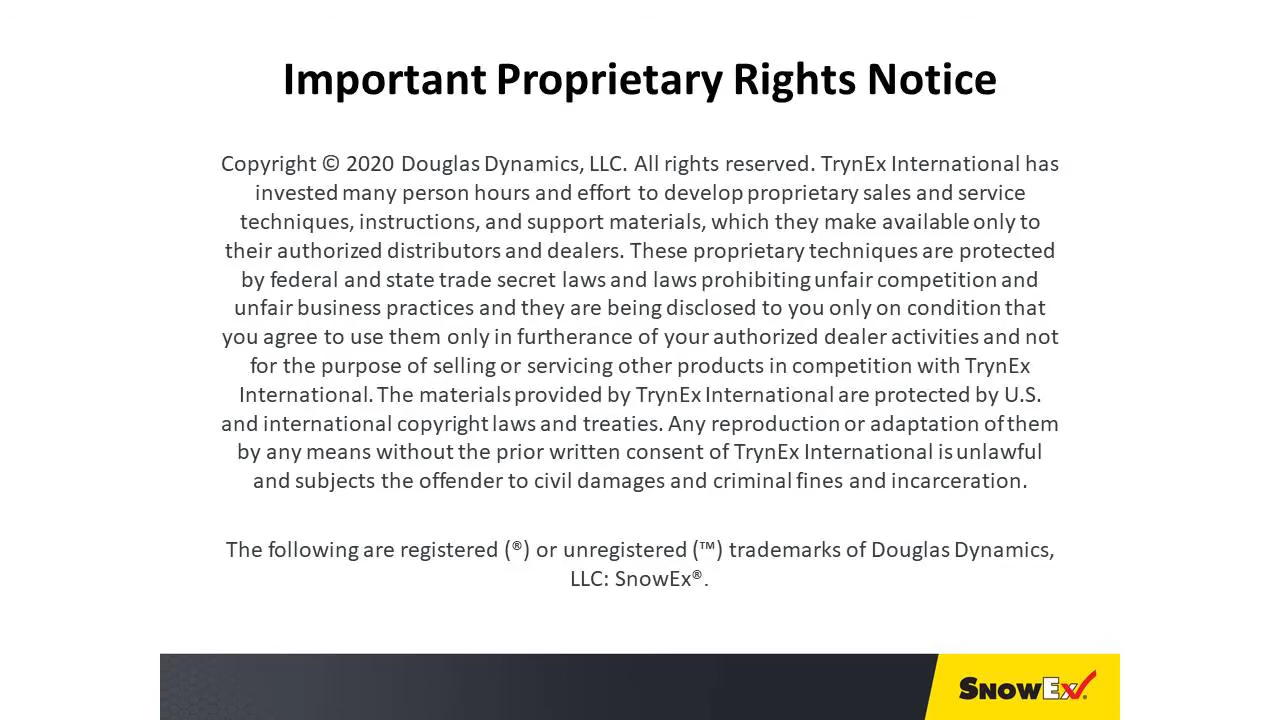 Important Proprietary Rights Notice
Copyright © 2020 Douglas Dynamics, LLC. All rights reserved. TrynEx International has
invested many person hours and effort to develop proprietary sales and service
techniques, instructions, and support materials, which they make available only to
their authorized distributors and dealers. These proprietary techniques are protected
by federal and state trade secret laws and laws prohibiting unfair competition and
unfair business practices and they are being disclosed to you only on condition that
you agree to use them only in furtherance of your authorized dealer activities and not
for the purpose of selling or servicing other products in competition with TrynEx
International. The materials provided by TrynEx International are protected by U.S.
and international copyright laws and treaties. Any reproduction or adaptation of them
by any means without the prior written consent of TrynEx International is unlawful
and subjects the offender to civil damages and criminal fines and incarceration.
The following are registered (®) or unregistered (™) trademarks of Douglas Dynamics,
LLC: SnowEx®.
SnowEx®